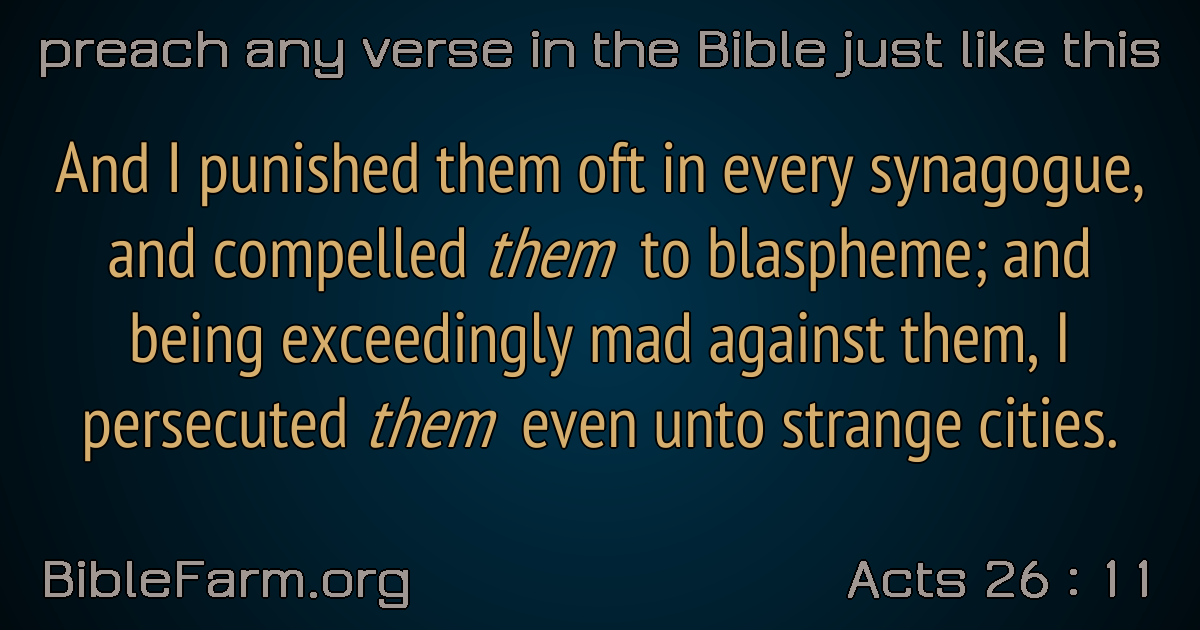 preach any verse in the Bible just like this
And I punished them oft in every synagogue,
and compelled them to blaspheme; and
being exceedingly mad against them, I
persecuted them even unto strange cities.
BibleFarm.org
Acts 26 : 11